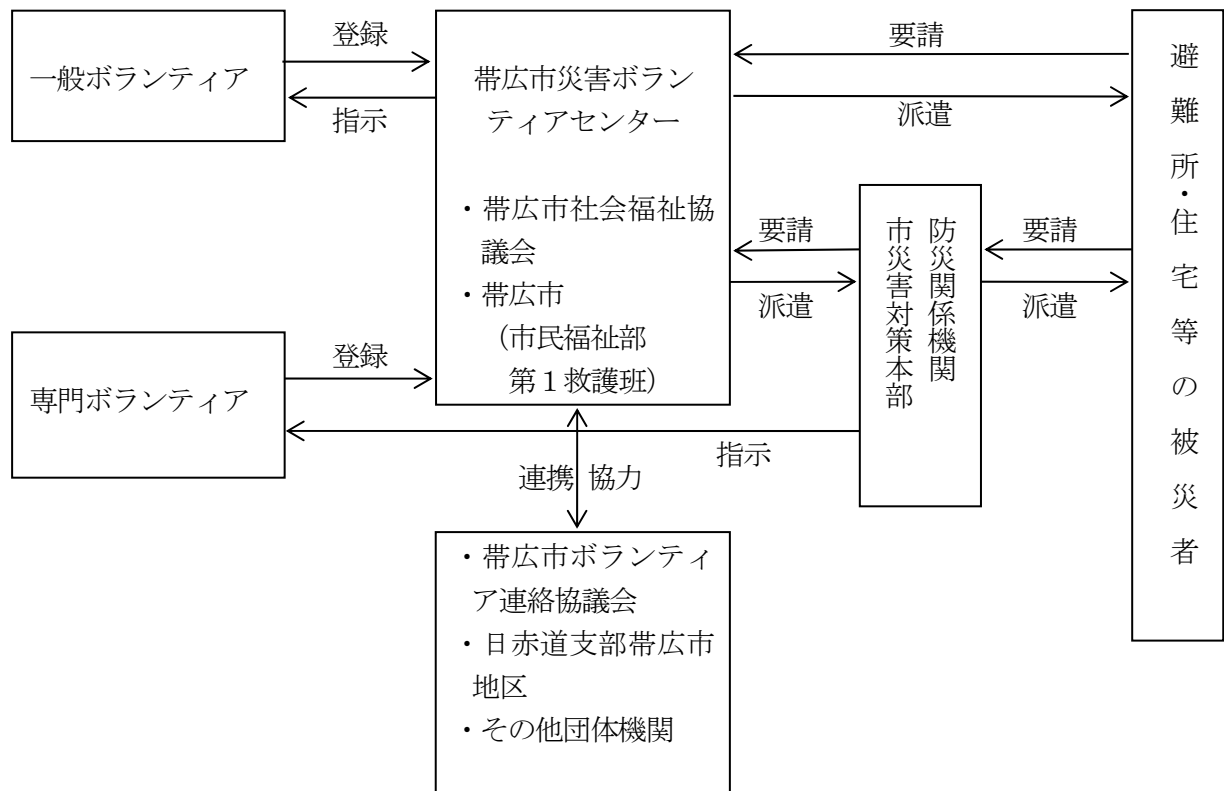 登録
一般ボランティア
指示
帯広市災害ボラン
ティアセンター
・帯広市社会福祉協
議会
・帯広市
（市民福祉部
第１救護班）
要請
派遣
要請
派遣
防災関係機関
市災害対策本部
要請
派遣
避難所・住宅等の被災者
登録
専門ボランティア
指示
連携 協力
・帯広市ボランティ
ア連絡協議会
・日赤道支部帯広市
地区
・その他団体機関